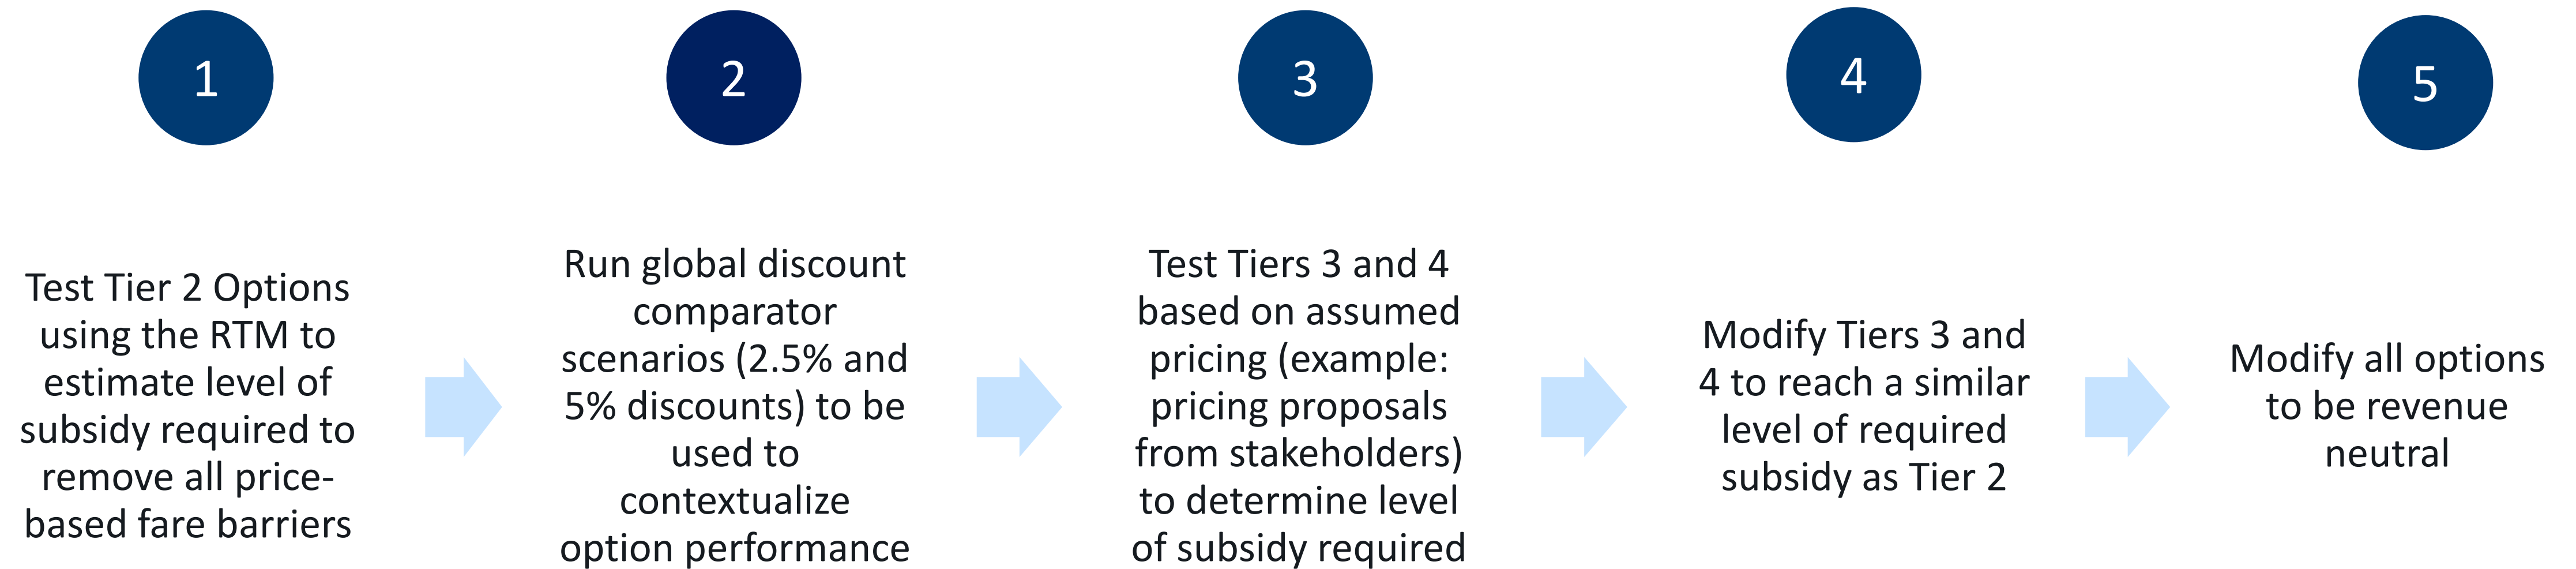 1
Test Tier 2 Options
using the RTM to
estimate level of
subsidy required to
remove all price-
based fare barriers
2
Run global discount
comparator
scenarios (2.5% and
5% discounts) to be
used to
contextualize
option performance
3
Test Tiers 3 and 4
based on assumed
pricing (example:
pricing proposals
from stakeholders)
to determine level
of subsidy required
4
Modify Tiers 3 and
4 to reach a similar
level of required
subsidy as Tier 2
5
Modify all options
to be revenue
neutral